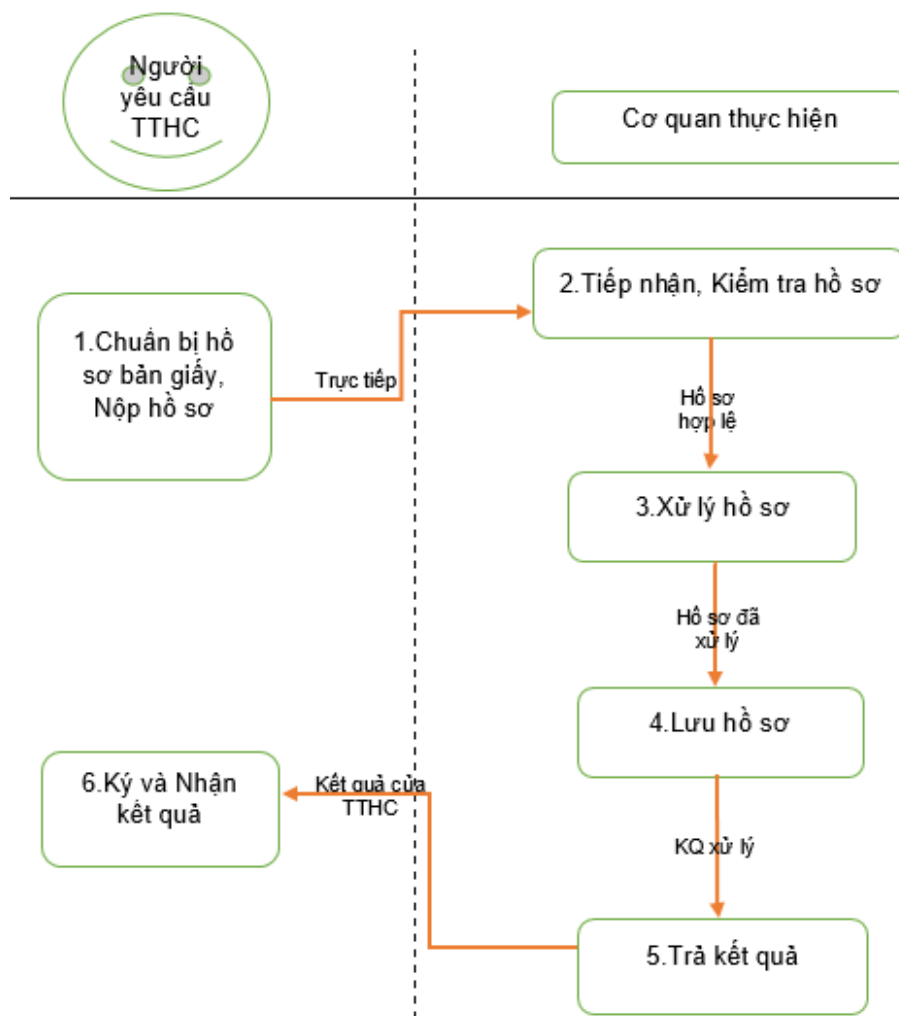 Người
yêu cầu
TTHC
Cơ quan thực hiện
1.Chuẩn bị hồ
sơ bản giấy,
Nộp hồ sơ
Trực tiếp
2.Tiếp nhận, Kiểm tra hồ sơ
Hồ sơ
hợp lệ
3.Xử lý hồ sơ
Hồ sơ đã
xử lý
4.Lưu hồ sơ
KQ xử lý
5.Trả kết quả
Kết quả cửa
TTHC
6.Ký và Nhận
kết quả